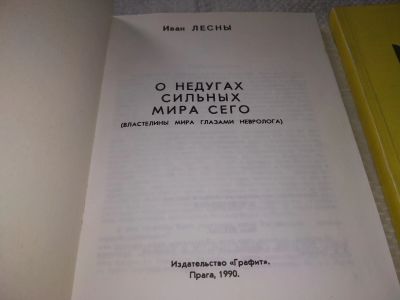 Иван ЛЕСНЫ
О НЕДУГАХ
СИЛЬНЫХ
МИРА СЕГО
(ВЛАСТЕЛИНЫ МИРА ГЛАЗАМИ НЕВРОЛОГА)
Издательство «Графит».
Прага, 1990.